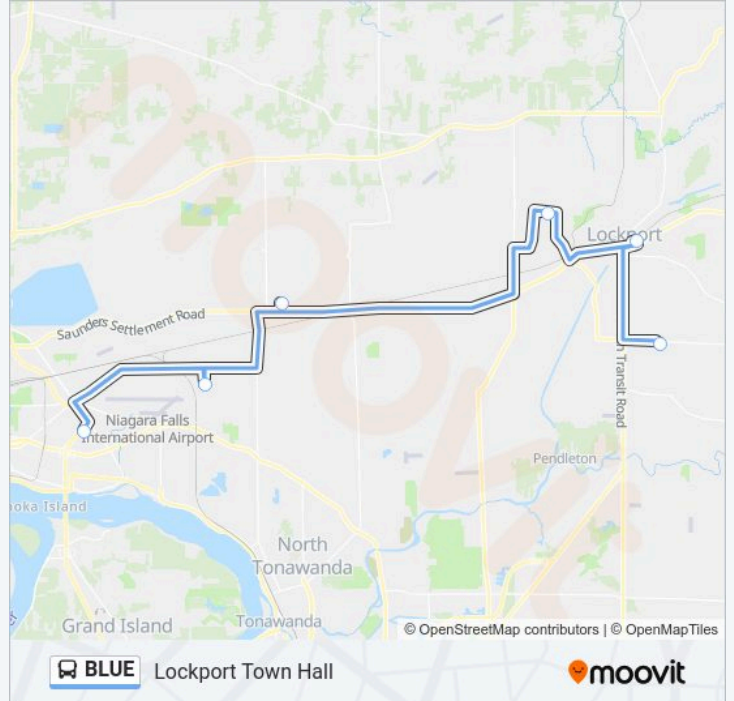 moovit
Lockport
Saunders Settlement Road
Niagara Falls
International Airport
n Transit Road
Pendleton
oka Island
North
Tonawanda
Grand Island
Tonawanda
© OpenStreetMap contributors | © OpenMapTiles
BLUE Lockport Town Hall
moovit